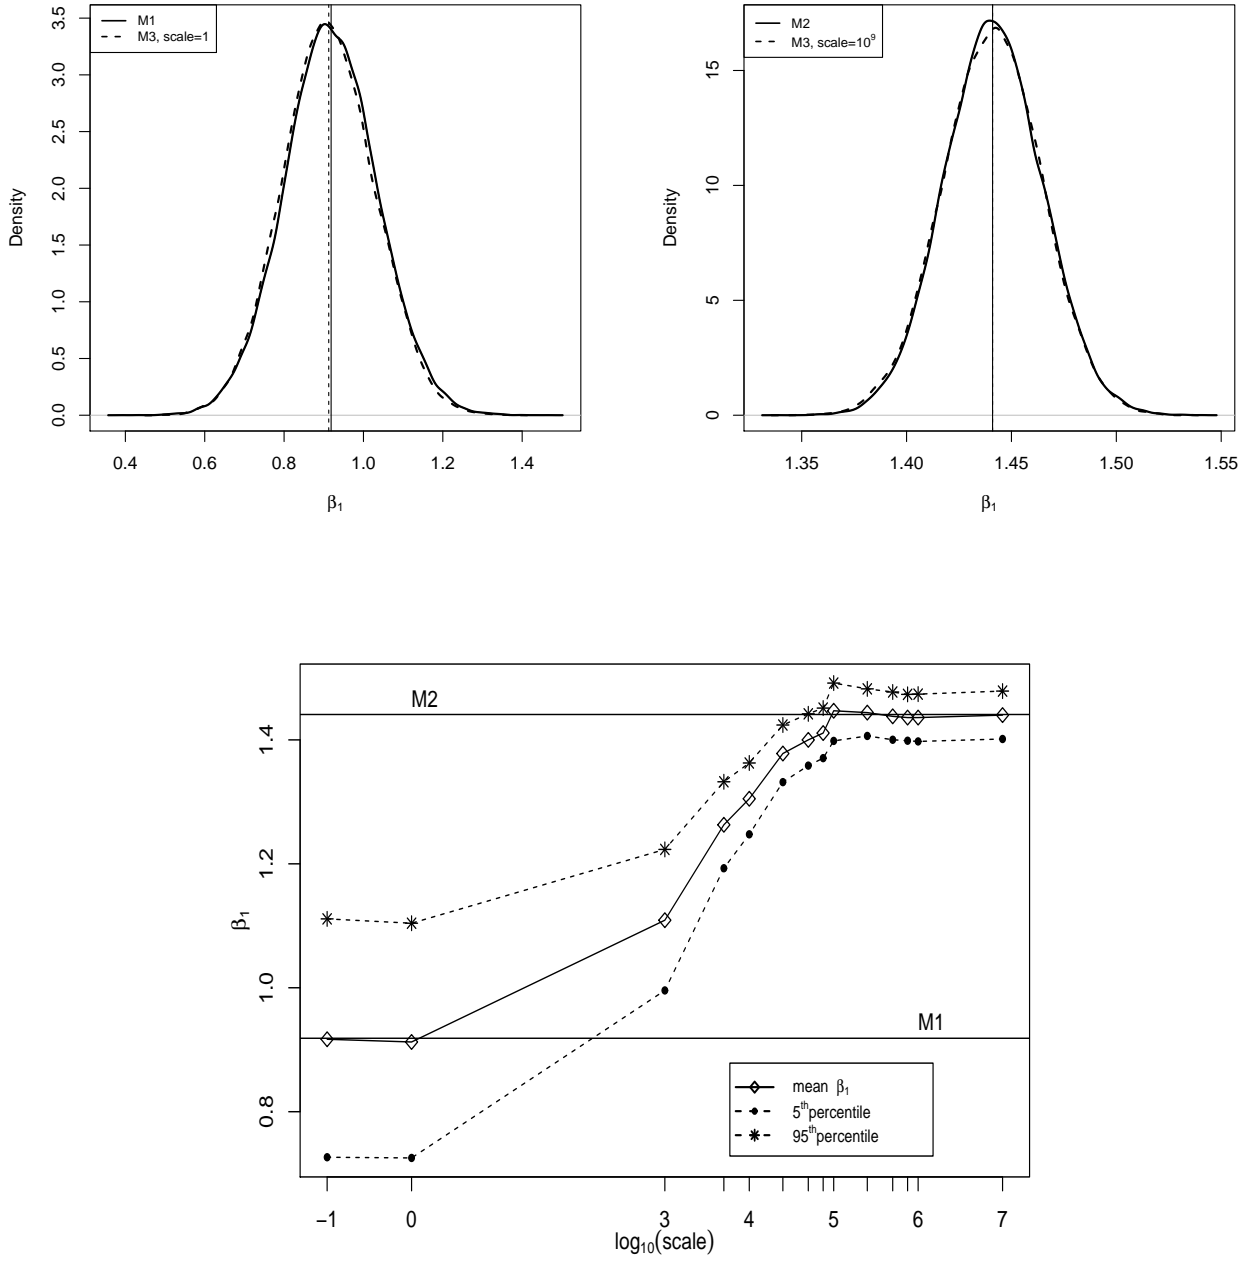 M1
M3, scale=1
Density
0.0 0.5 1.0 1.5 2.0 2.5 3.0 3.5
0.4 0.6 0.8 1.0 1.2 1.4
β₁
M2
M3, scale=10⁹
Density
0 5 10 15
1.35 1.40 1.45 1.50 1.55
β₁
M2
M1
β₁
0.8 1.0 1.2 1.4
mean β₁
5ᵗʰpercentile
95ᵗʰpercentile
−1 0 3 4 5 6 7
log₁₀(scale)